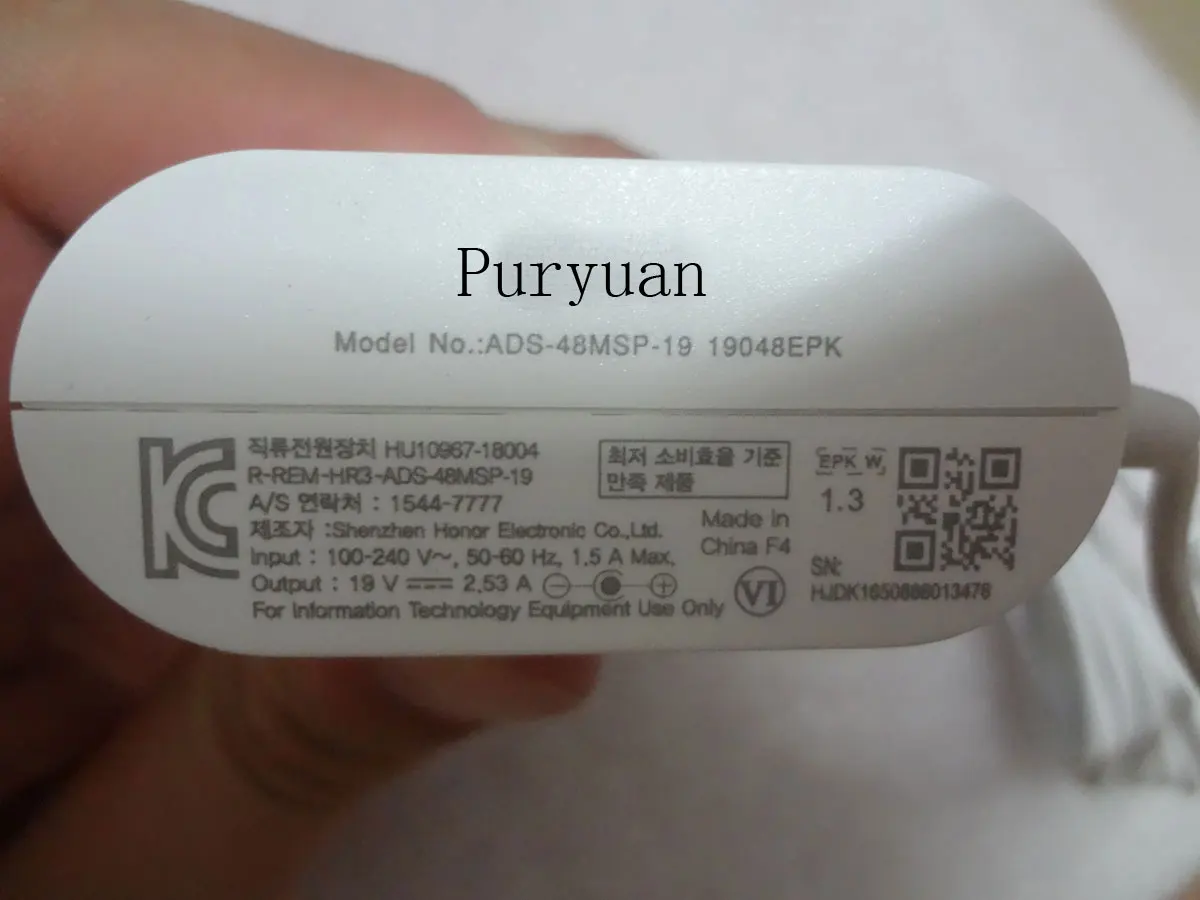 Puryuan
Model No.:ADS-48MSP-19 19048EPK
직류전원장치 HU10967-18004
R-REM-HR3-ADS-48MSP-19
A/S 연락처 : 1544-7777
제조자 :Shenzhen Honor Electronic Co.,Ltd.
Input : 100-240 V~, 50-60 Hz, 1.5 A Max.
Output : 19 V 2,53 A
For Information Technology Equipment Use Only
최저 소비효율 기준
만족 제품
Made in
China F4
VI
EPK W
1.3
SN:
HJDK1650888013478